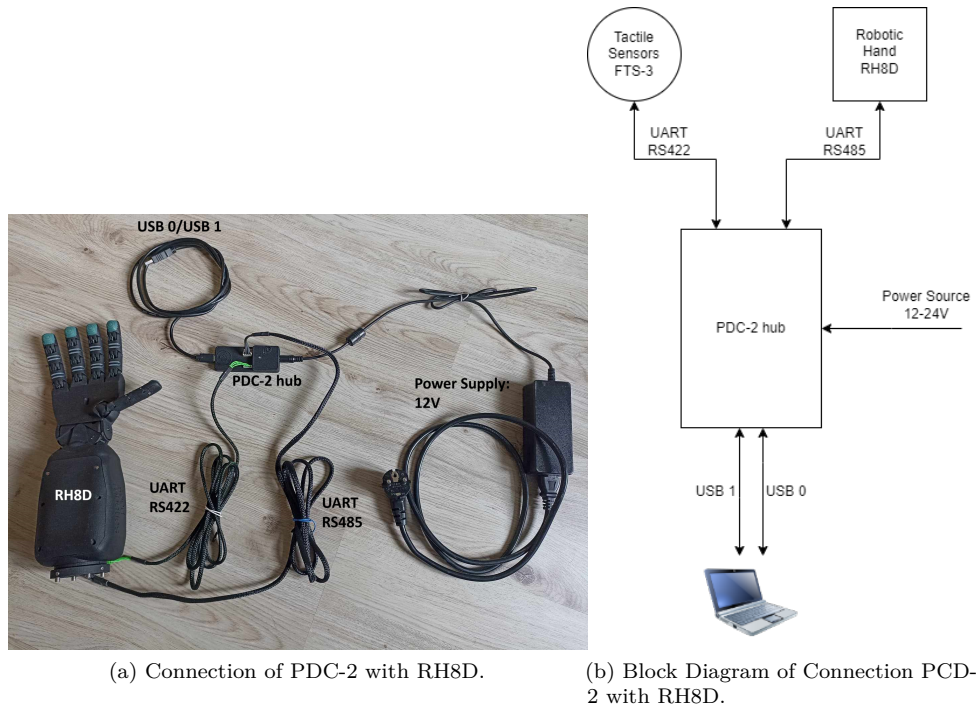 Tactile
Sensors
FTS-3
Robotic
Hand
RH8D
UART
RS422
UART
RS485
USB 0/USB 1
PDC-2 hub
Power Supply:
12V
RH8D
UART
RS422
UART
RS485
PDC-2 hub
Power Source
12-24V
USB 1
USB 0
(a) Connection of PDC-2 with RH8D.
(b) Block Diagram of Connection PCD-
2 with RH8D.